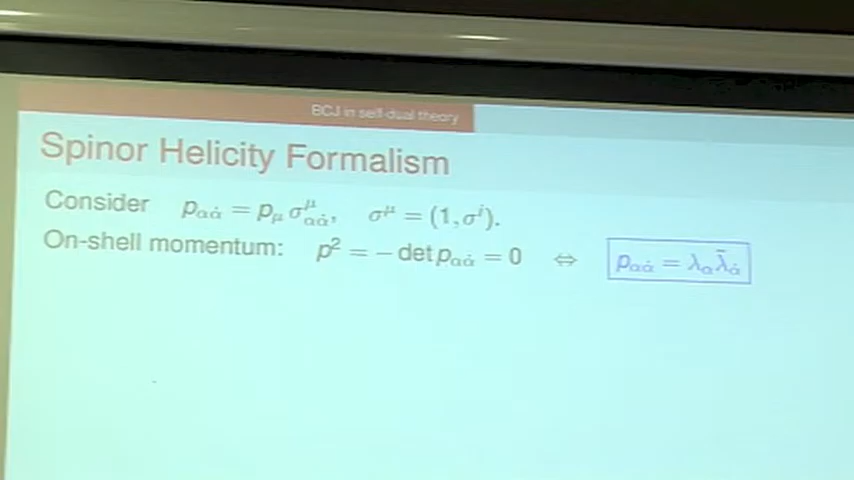 BCJ in self-dual theory
Spinor Helicity Formalism
Consider p_{αα̇} = p_μ σ^μ_{αα̇}, σ^μ = (1, σ^i).
On-shell momentum: p² = − det p_{αα̇} = 0 ⇔ p_{αα̇} = λ_α λ̄_{α̇}